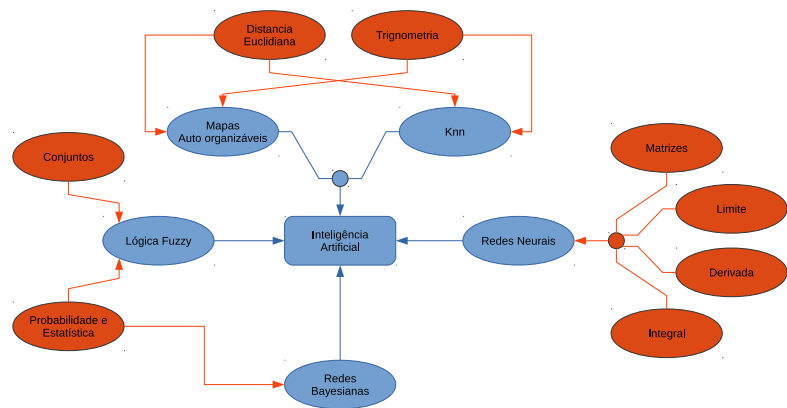 Distancia
Euclidiana
Trignometria
Mapas
Auto organizáveis
Knn
Conjuntos
Matrizes
Limite
Lógica Fuzzy
Inteligência
Artificial
Redes Neurais
Derivada
Probabilidade e
Estatística
Integral
Redes
Bayesianas